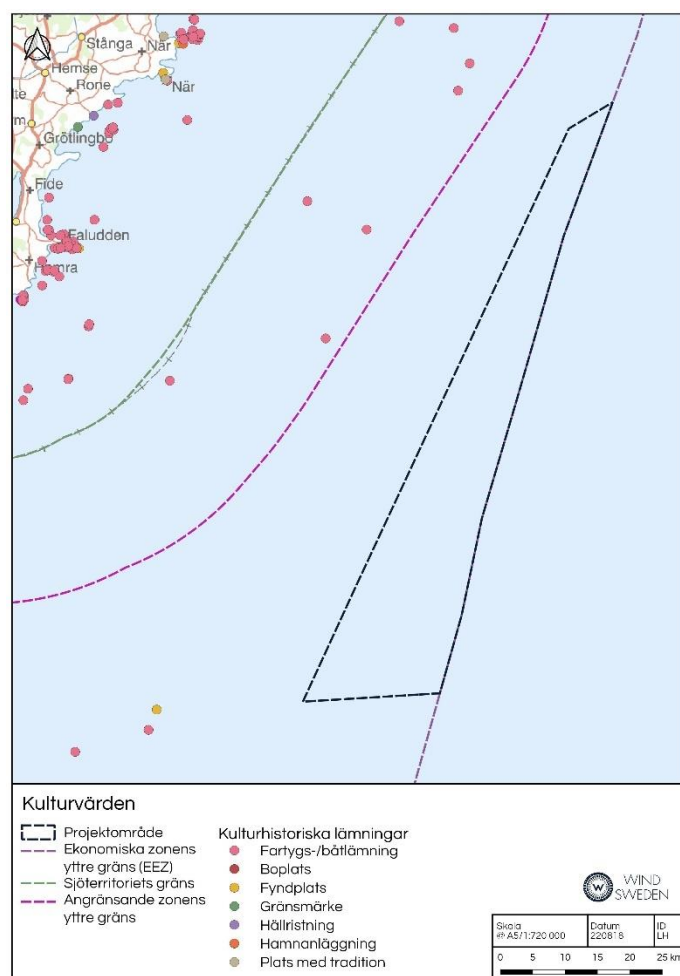 Stånga
När
Hemse
Rone
När
Grötlingbo
Fide
Faludden
Hamra
Kulturvärden
Projektområde
Ekonomiska zonens
yttre gräns (EEZ)
Sjöterritoriets gräns
Angränsande zonens
yttre gräns
Kulturhistoriska lämningar
Fartygs-/båtlämning
Boplats
Fyndplats
Gränsmärke
Hällristning
Hamnanläggning
Plats med tradition
W
WIND
SWEDEN
Skala
A5/1:720 000
Datum
220818
ID
LH
0 5 10 15 20 25 km